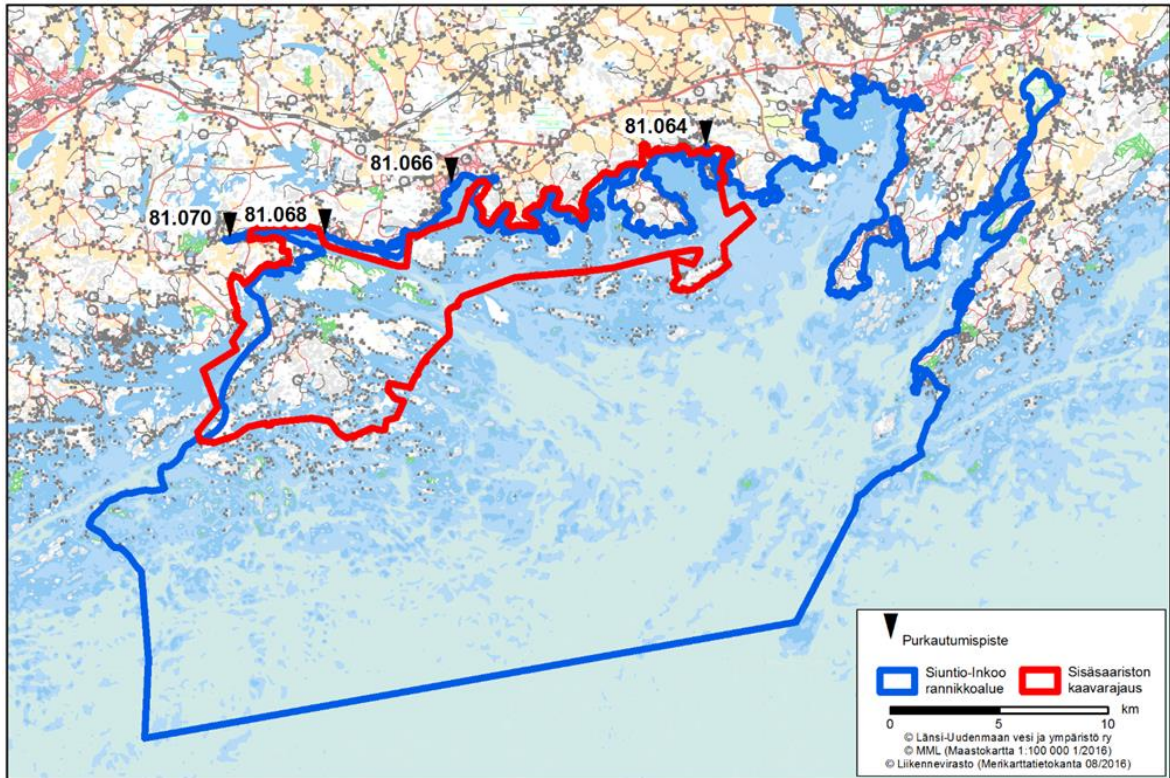 81.064
81.066
81.070
81.068
Purkautumispiste
Siuntio-Inkoo
rannikkoalue
Sisäsaariston
kaavarajaus
km
0 5 10
© Länsi-Uudenmaan vesi ja ympäristö ry
© MML (Maastokartta 1:100 000 1/2016)
© Liikennevirasto (Merikarttatietokanta 08/2016)